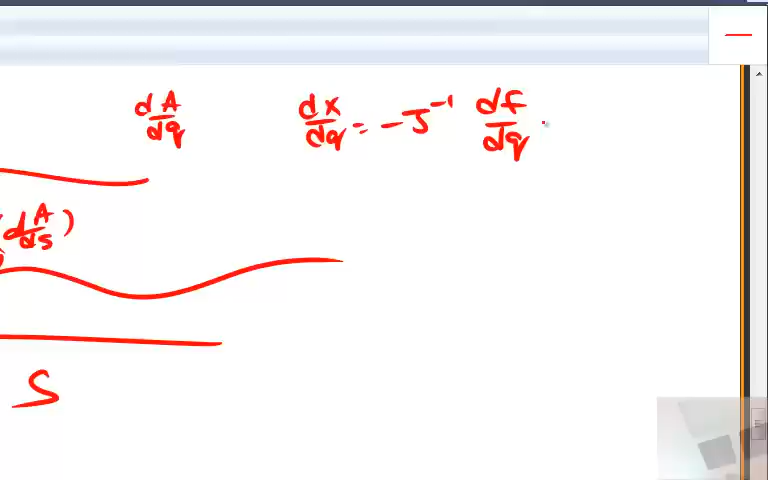 dA/dq dx/dq = -J⁻¹ df/dq
(dA/ds)
S